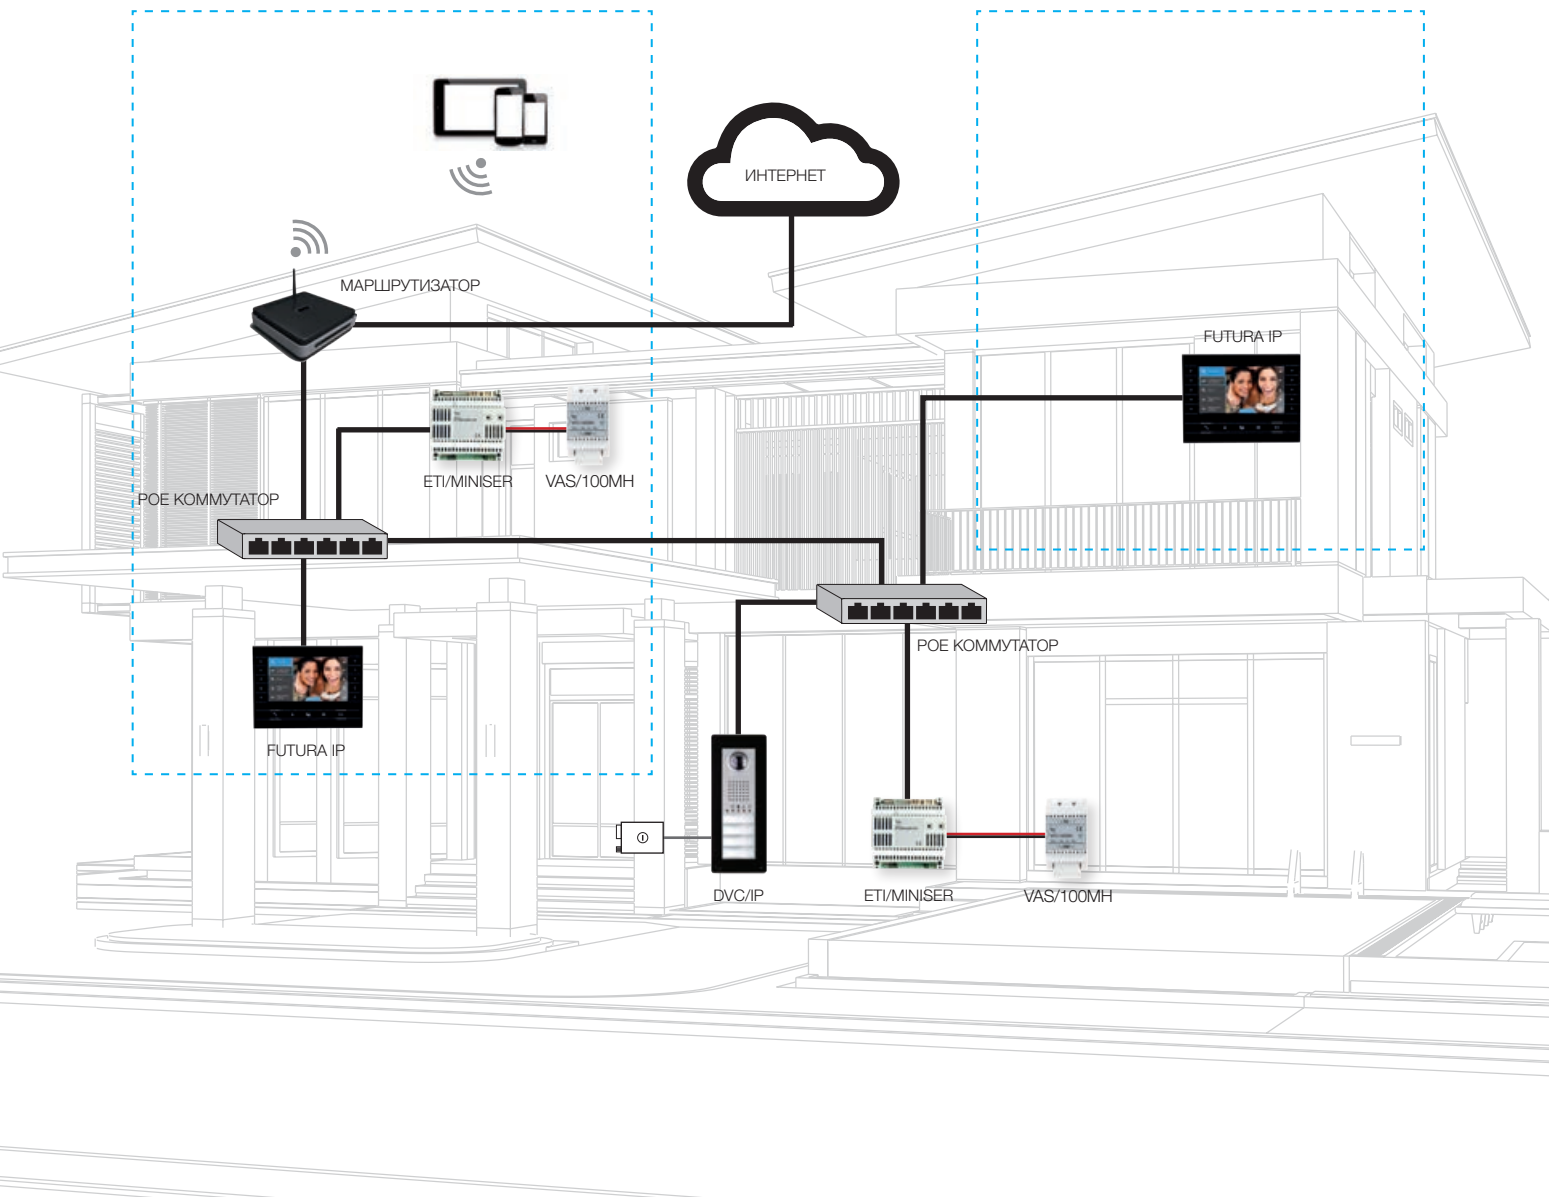 ИНТЕРНЕТ
МАРШРУТИЗАТОР
FUTURA IP
ETI/MINISER
VAS/100MH
POE КОММУТАТОР
POE КОММУТАТОР
FUTURA IP
DVC/IP
ETI/MINISER
VAS/100MH